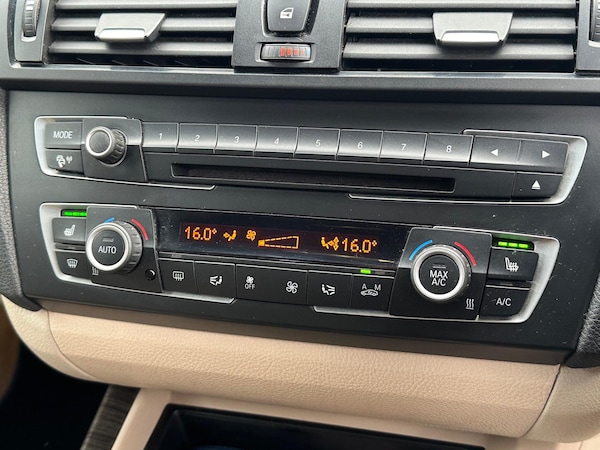 MODE 1 2 3 4 5 6 7 8
16.0° 16.0°
AUTO
MAX A/C
OFF
A M
A/C